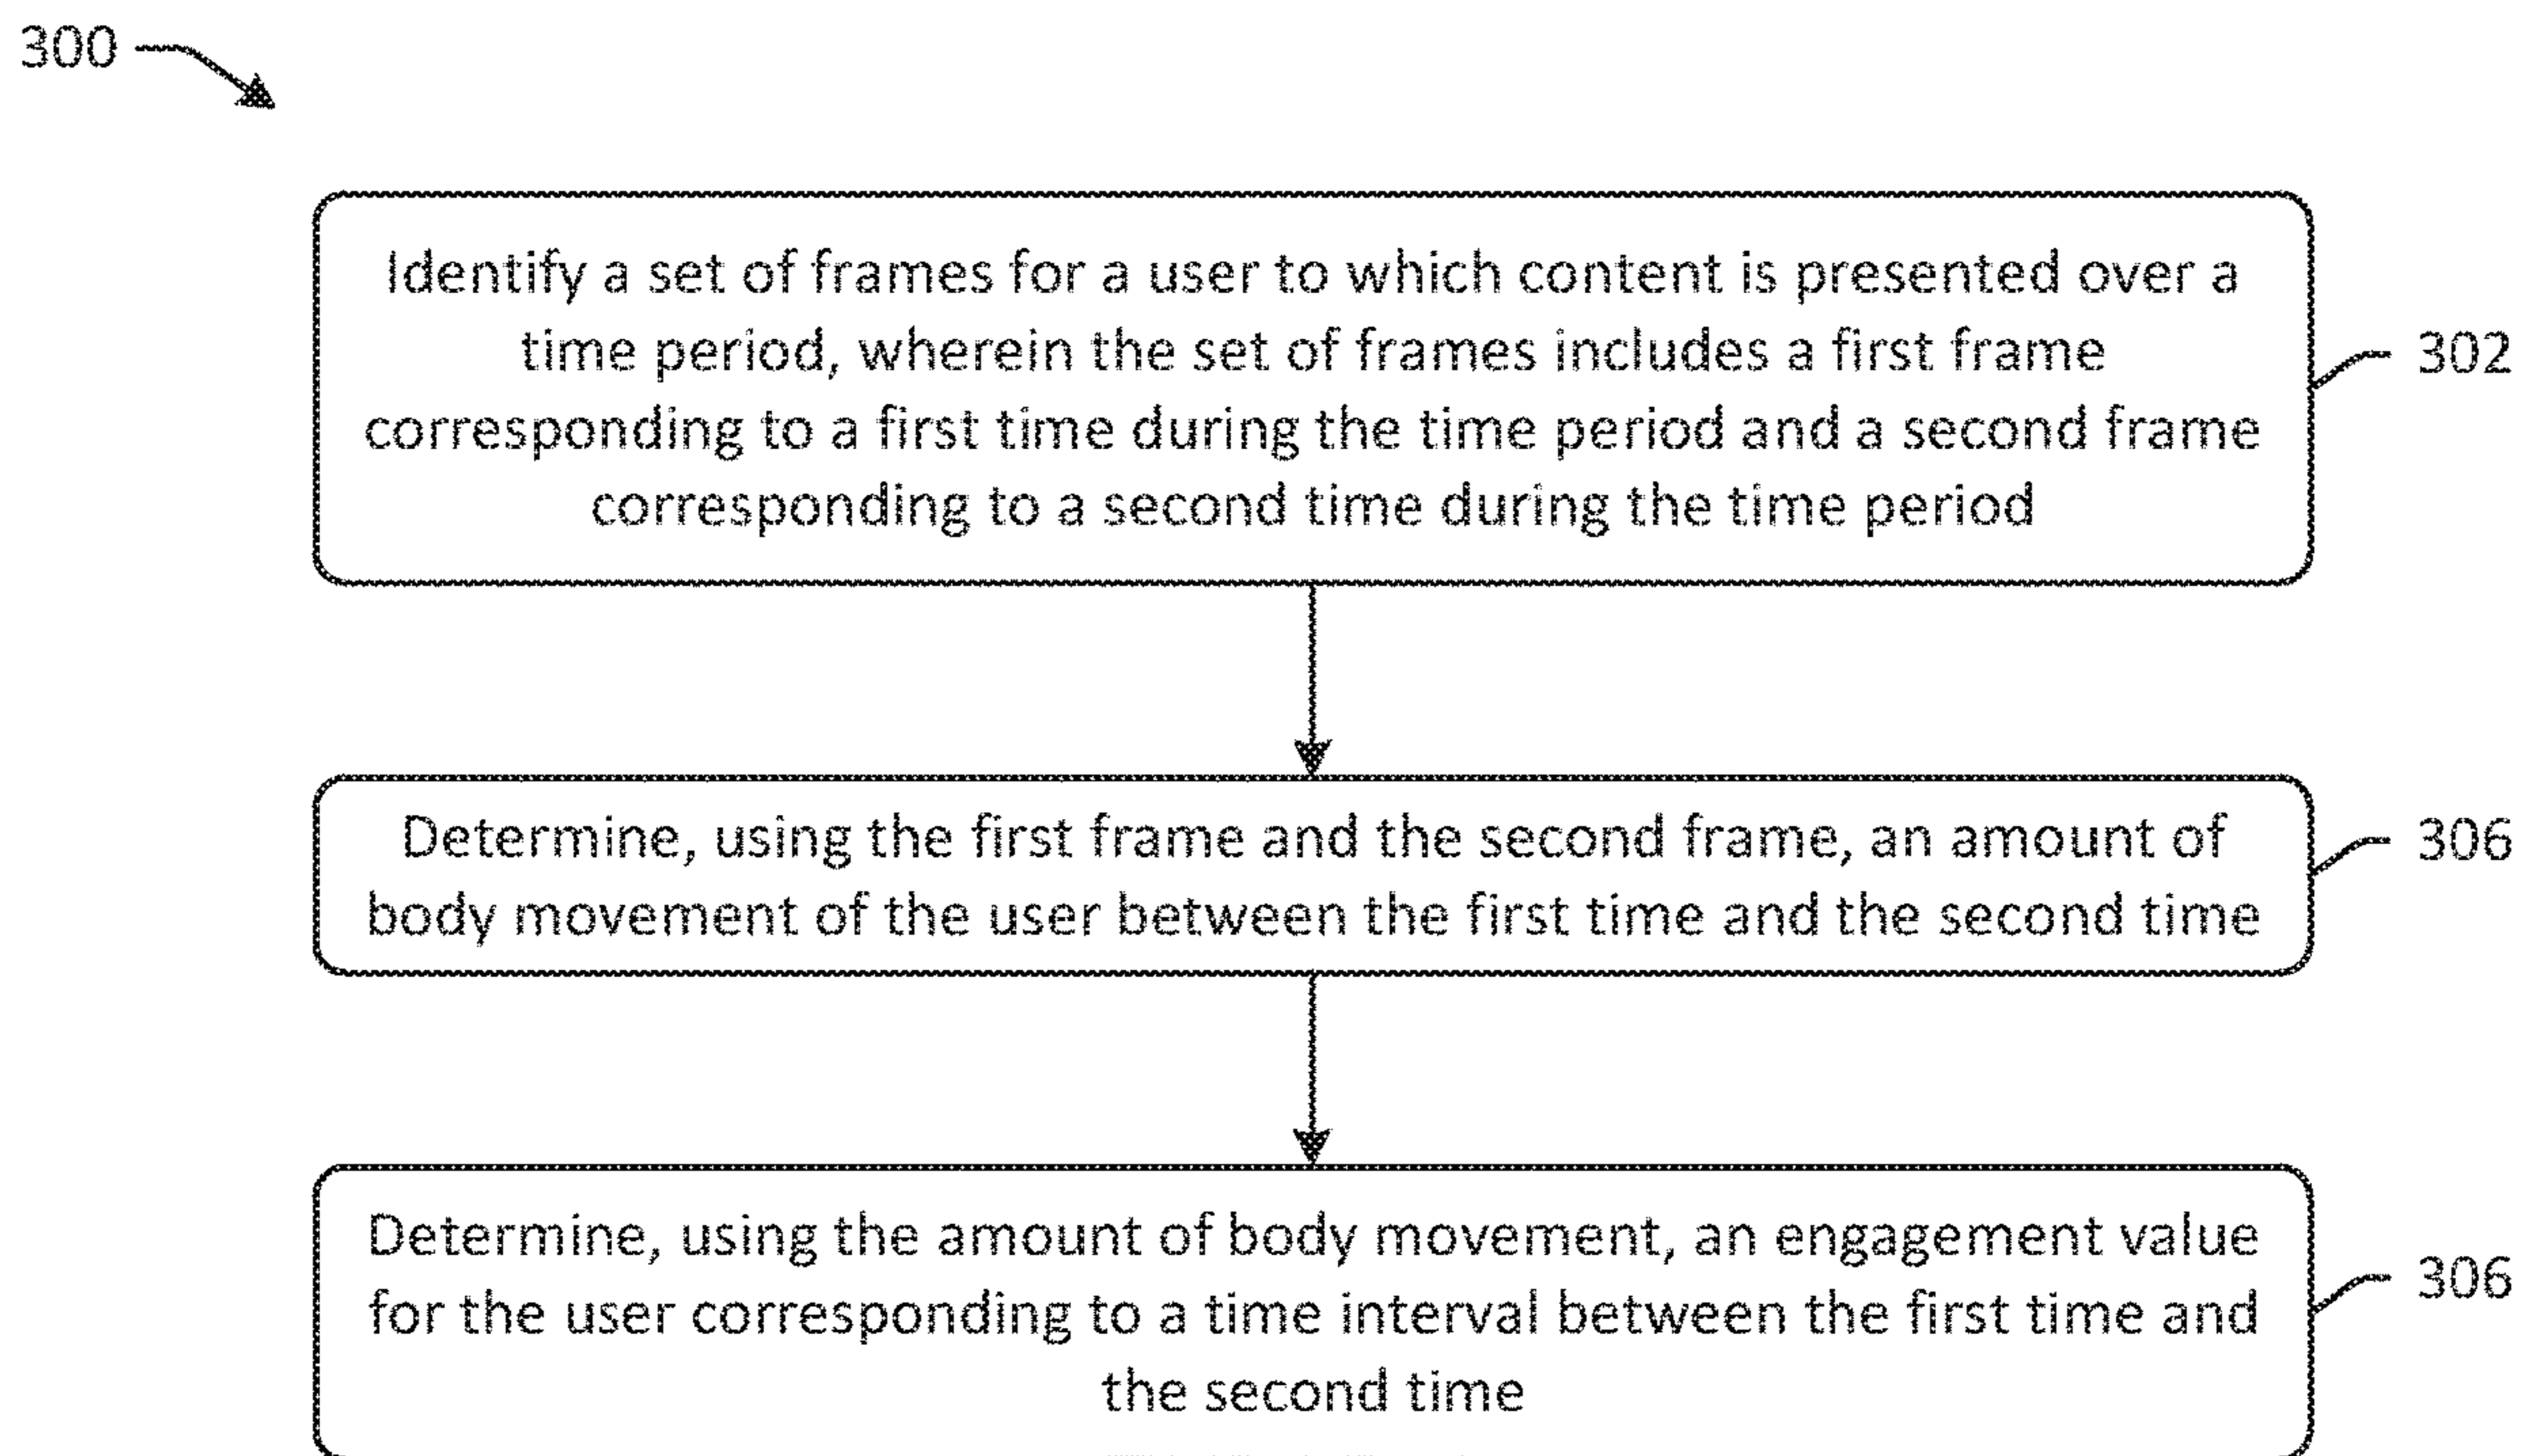 300
Identify a set of frames for a user to which content is presented over a
time period, wherein the set of frames includes a first frame
corresponding to a first time during the time period and a second frame
corresponding to a second time during the time period
302
Determine, using the first frame and the second frame, an amount of
body movement of the user between the first time and the second time
306
Determine, using the amount of body movement, an engagement value
for the user corresponding to a time interval between the first time and
the second time
306